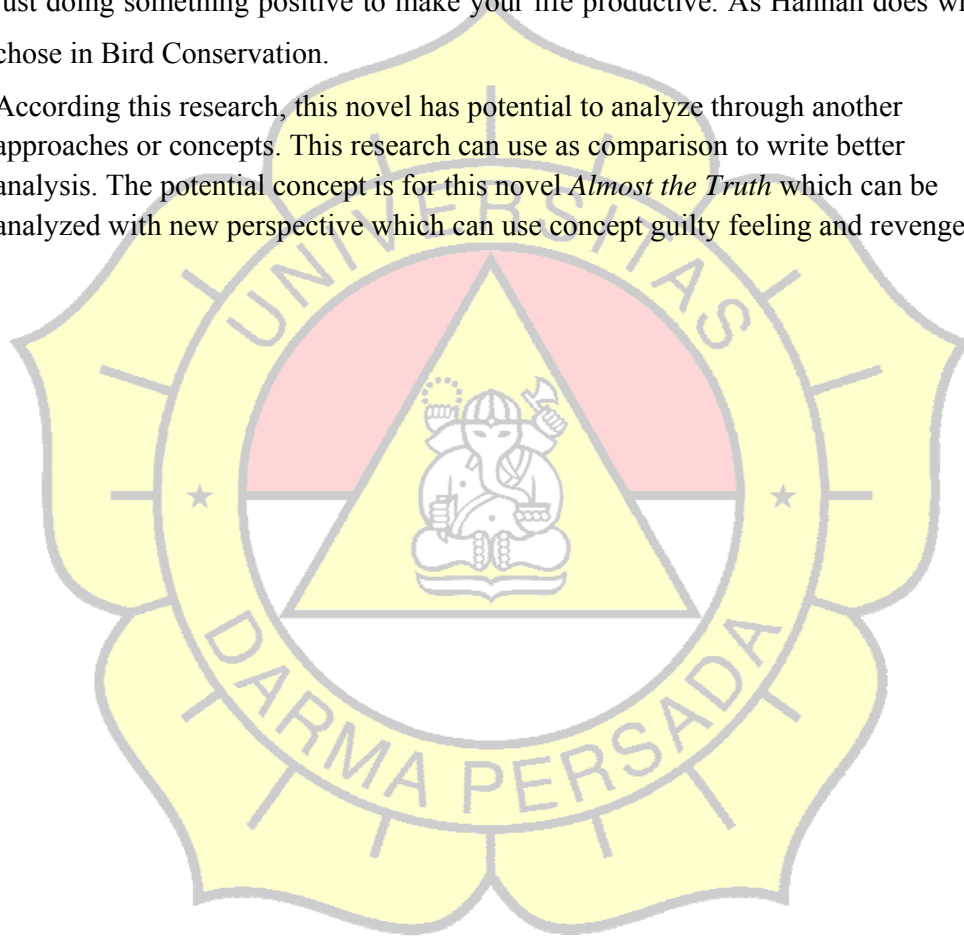 just doing something positive to make your life productive. As Hannah does
chose in Bird Conservation.
According this research, this novel has potential to analyze through another
approaches or concepts. This research can use as comparison to write better
analysis. The potential concept is for this novel Almost the Truth which can be
analyzed with new perspective which can use concept guilty feeling and revenge
UNIVERSITAS
DARMA PERSADA